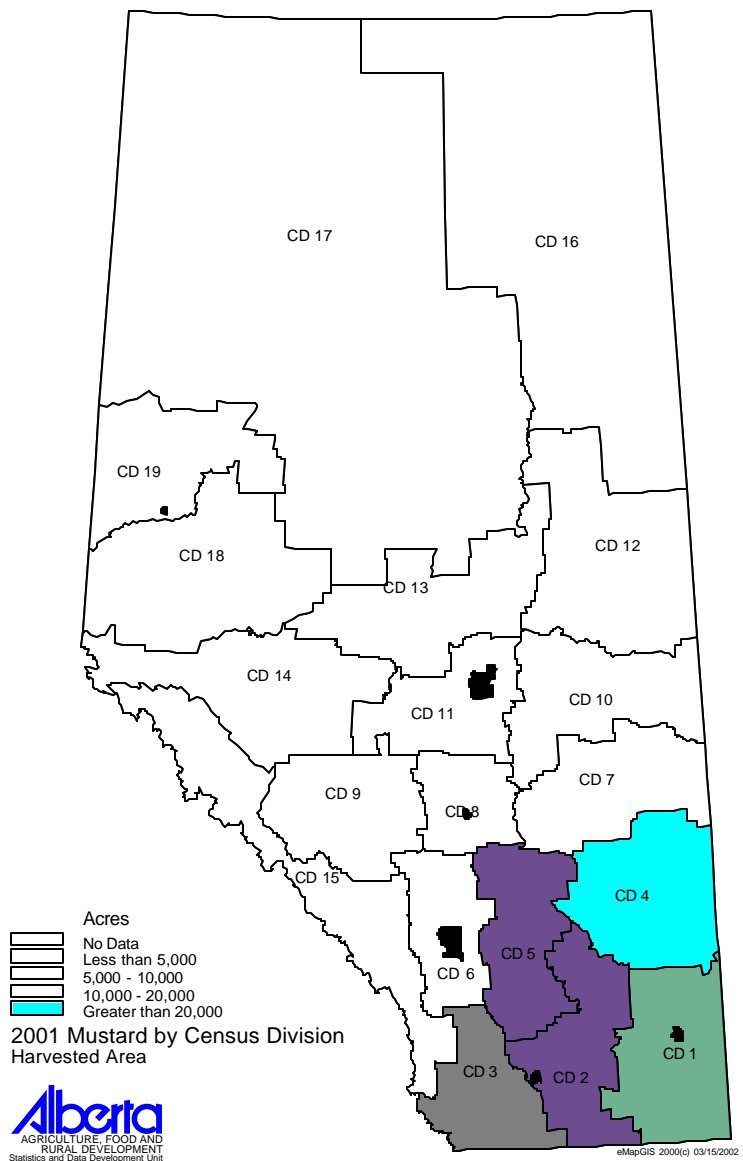 CD 17
CD 16
CD 19
CD 18
CD 12
CD 13
CD 14
CD 10
CD 11
CD 7
CD 9
CD 8
CD 15
CD 4
CD 5
CD 6
CD 1
CD 3
CD 2
Acres
No Data
Less than 5,000
5,000 - 10,000
10,000 - 20,000
Greater than 20,000
2001 Mustard by Census Division
Harvested Area
Alberta
AGRICULTURE, FOOD AND
RURAL DEVELOPMENT
Statistics and Data Development Unit
eMapGIS 2000(c) 03/15/2002